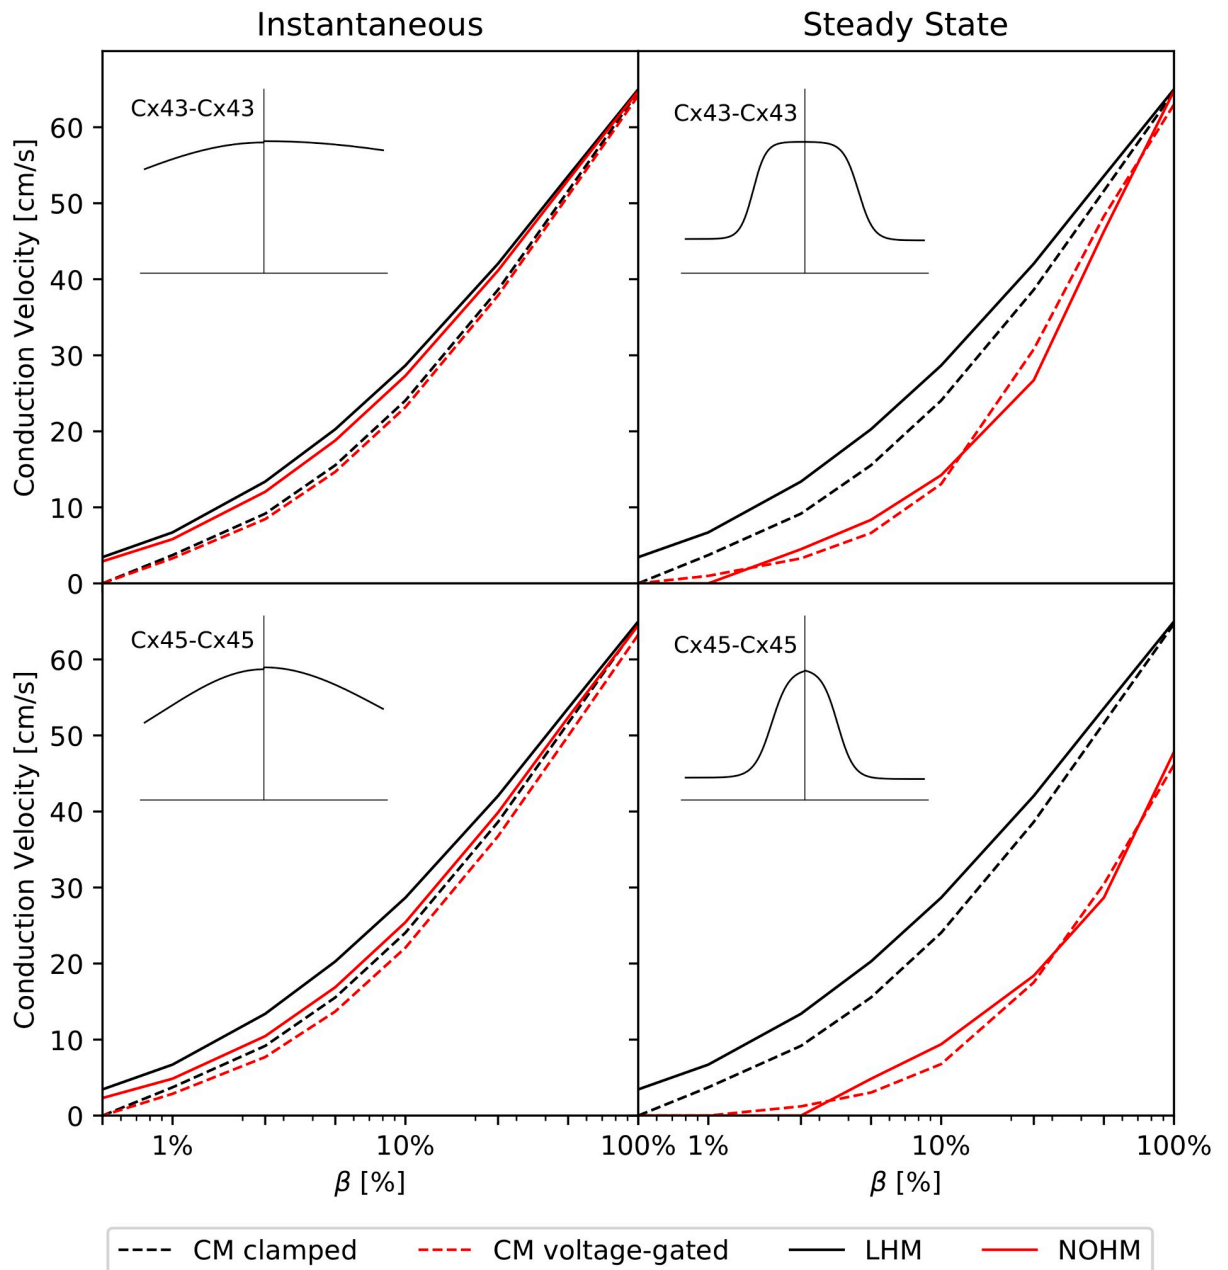 Instantaneous Steady State
Conduction Velocity [cm/s]
60
50
40
30
20
10
0
Cx43-Cx43
Cx43-Cx43
Conduction Velocity [cm/s]
60
50
40
30
20
10
0
Cx45-Cx45
Cx45-Cx45
1% 10% 100% 1% 10% 100%
β [%] β [%]
CM clamped CM voltage-gated LHM NOHM